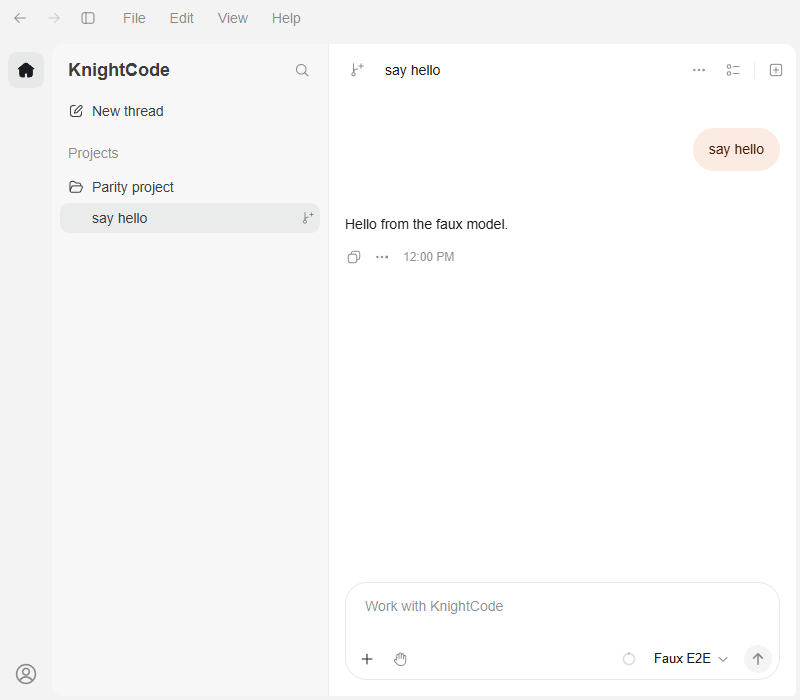 File Edit View Help
KnightCode
New thread
Projects
Parity project
say hello
say hello
say hello
Hello from the faux model.
12:00 PM
Work with KnightCode
Faux E2E